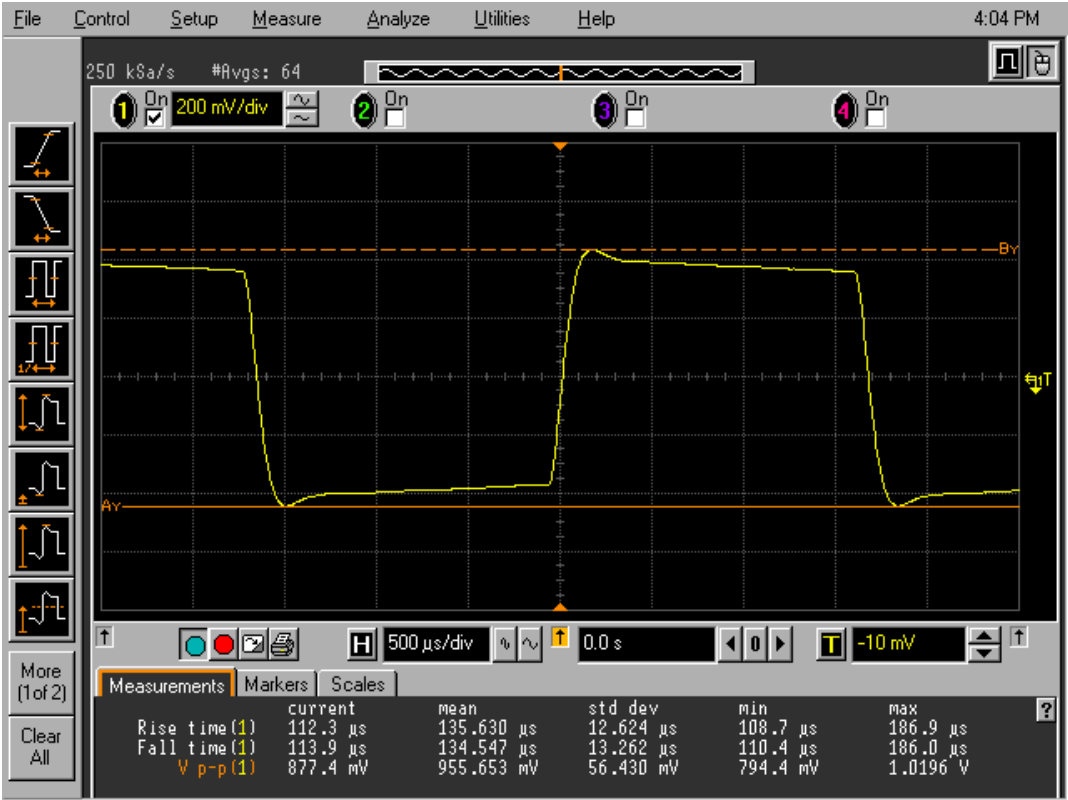 File Control Setup Measure Analyze Utilities Help 4:04 PM
250 kSa/s #Avgs: 64
1 On 200 mV/div 2 On 3 On 4 On
By
1T
Ay
H 500 µs/div 0.0 s 0 T -10 mV
More
(1 of 2)
Clear
All
Measurements Markers Scales
current mean std dev min max ?
Rise time(1) 112.3 µs 135.630 µs 12.624 µs 108.7 µs 186.9 µs
Fall time(1) 113.9 µs 134.547 µs 13.262 µs 110.4 µs 186.0 µs
V p-p(1) 877.4 mV 955.653 mV 56.430 mV 794.4 mV 1.0196 V